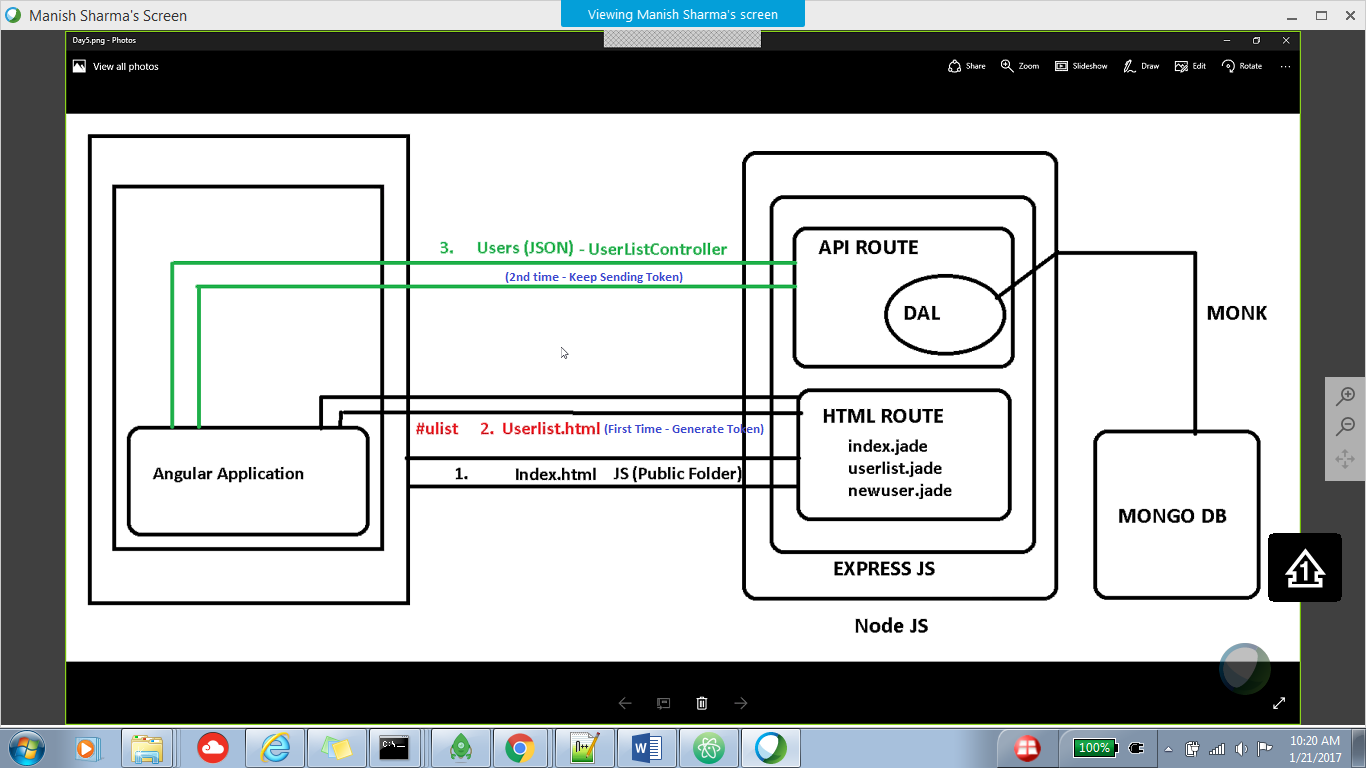 Manish Sharma's Screen
Viewing Manish Sharma's screen
Day5.png - Photos
View all photos
Share
Zoom
Slideshow
Draw
Edit
Rotate
3. Users (JSON) - UserListController
(2nd time - Keep Sending Token)
API ROUTE
DAL
MONK
#ulist 2. Userlist.html (First Time - Generate Token)
HTML ROUTE
index.jade
userlist.jade
newuser.jade
Angular Application
1. Index.html JS (Public Folder)
MONGO DB
EXPRESS JS
Node JS
1
C:\
n++
W
100%
10:20 AM
1/21/2017